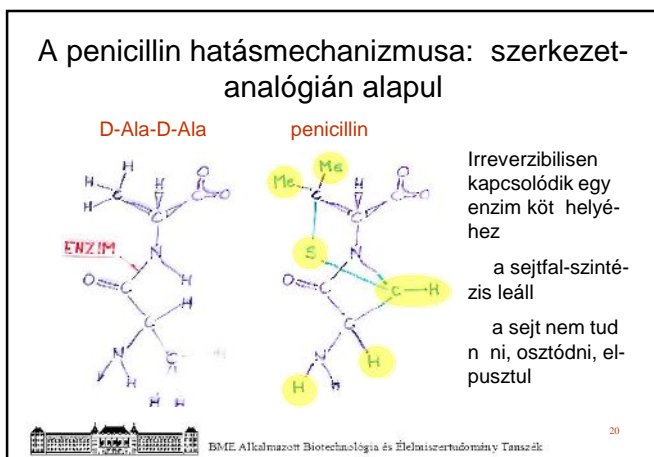 A penicillin hatásmechanizmusa: szerkezet-
analógián alapul
D-Ala-D-Ala
penicillin
H
H
H
C
H
C
C
O
O
ENZIM
N
H
O
C
C
H
N
H
H
C
H
H
H
Me
Me
C
H
C
C
O
O
S
N
O
C
C
H
C
H
N
H
H
Irreverzibilisen
kapcsolódik egy
enzim köt helyé-
hez
a sejtfal-szinté-
zis leáll
a sejt nem tud
n ni, osztódni, el-
pusztul
BME Alkalmazott Biotechnológia és Élelmiszertudomány Tanszék
20